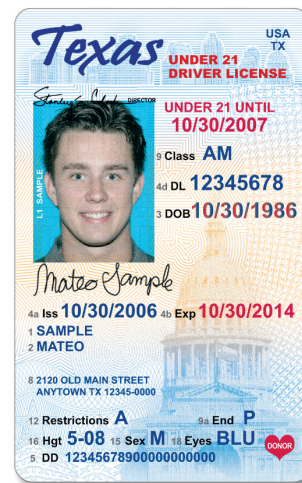 Texas
USA
TX
UNDER 21
DRIVER LICENSE
DIRECTOR
UNDER 21 UNTIL
10/30/2007
9 Class AM
4d DL 12345678
3 DOB 10/30/1986
L1 SAMPLE
Mateo Sample
4a Iss 10/30/2006 4b Exp 10/30/2014
1 SAMPLE
2 MATEO
8 2120 OLD MAIN STREET
ANYTOWN TX 12345-0000
12 Restrictions A 9a End P
16 Hgt 5-08 15 Sex M 18 Eyes BLU
DONOR
5 DD 12345678900000000000